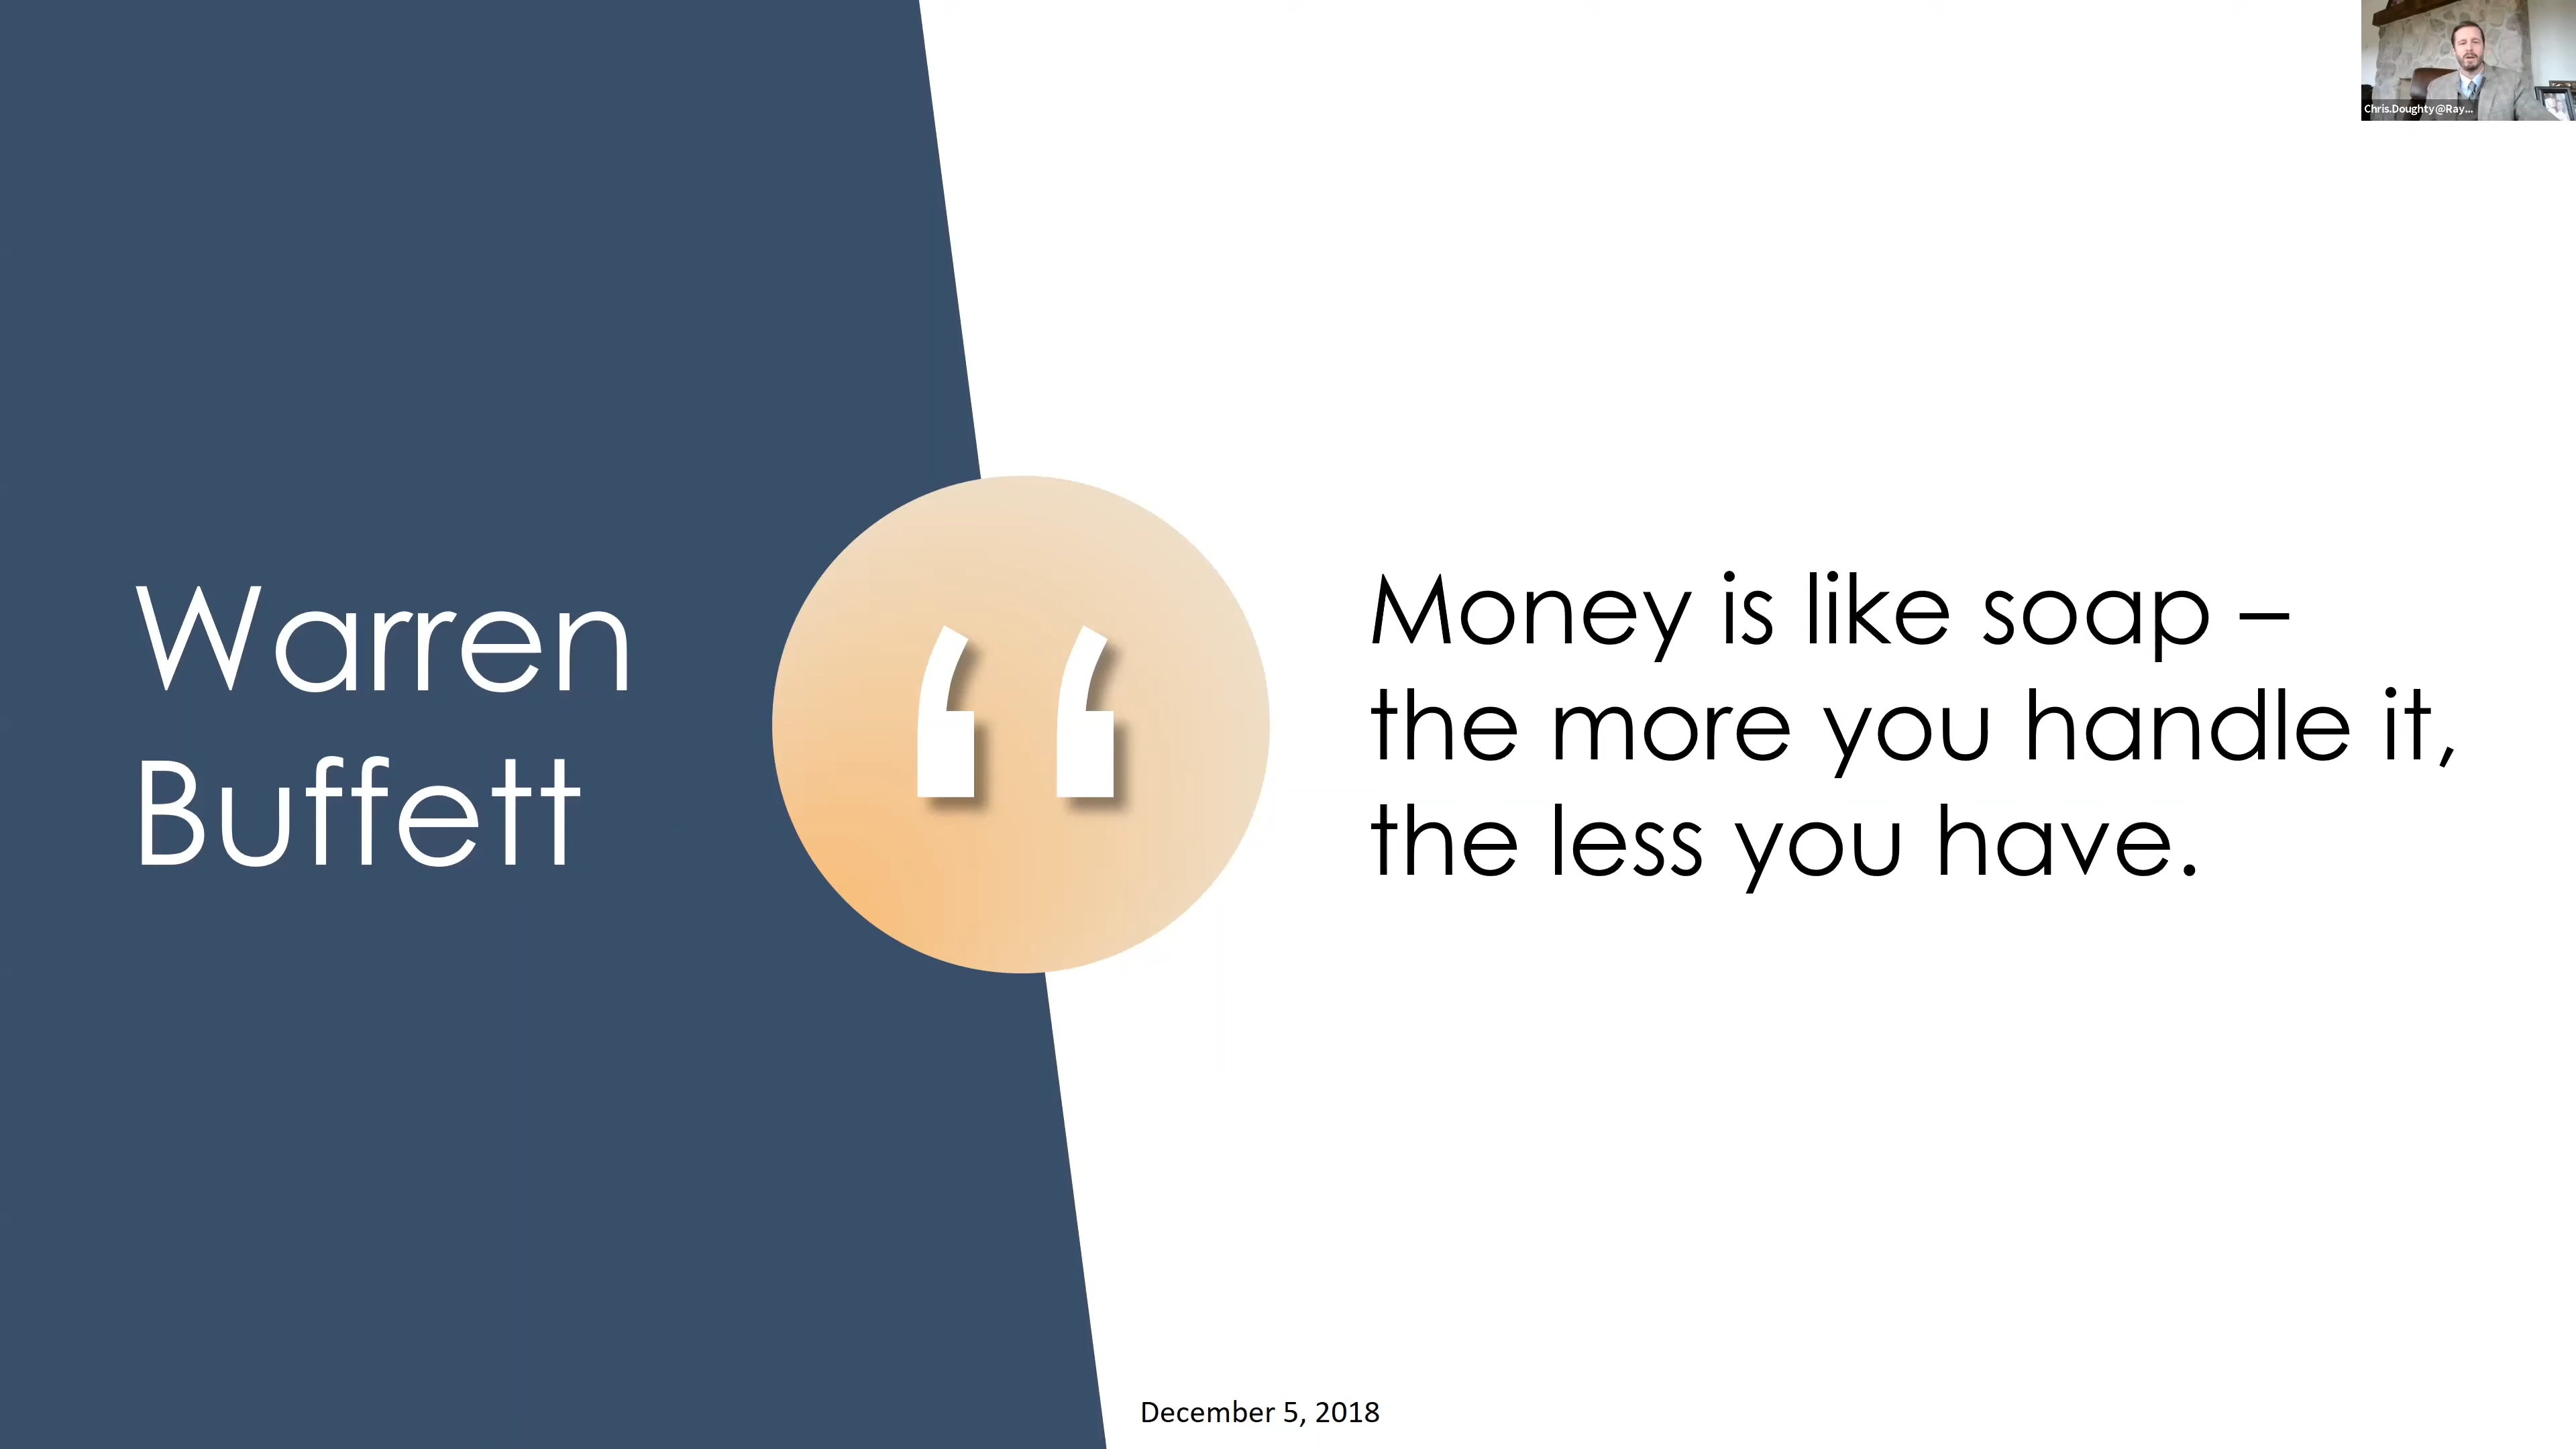 Chris.Doughty@Ray...
Warren
Buffett
“
Money is like soap –
the more you handle it,
the less you have.
December 5, 2018